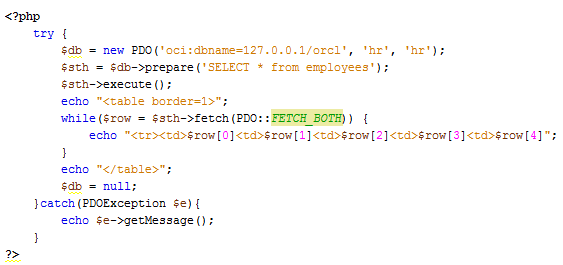 <?php
    try {
        $db = new PDO('oci:dbname=127.0.0.1/orcl', 'hr', 'hr');
        $sth = $db->prepare('SELECT * from employees');
        $sth->execute();
        echo "<table border=1>";
        while($row = $sth->fetch(PDO::FETCH_BOTH)) {
            echo "<tr><td>$row[0]<td>$row[1]<td>$row[2]<td>$row[3]<td>$row[4]";
        }
        echo "</table>";
        $db = null;
    }catch(PDOException $e){
        echo $e->getMessage();
    }
?>